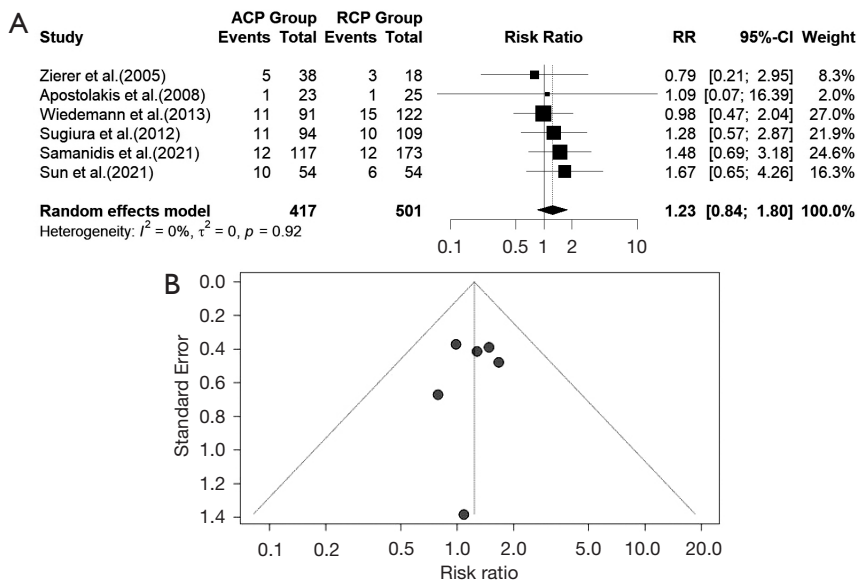 A
ACP Group RCP Group
Study Events Total Events Total Risk Ratio RR 95%-CI Weight
Zierer et al.(2005) 5 38 3 18 0.79 [0.21; 2.95] 8.3%
Apostolakis et al.(2008) 1 23 1 25 1.09 [0.07; 16.39] 2.0%
Wiedemann et al.(2013) 11 91 15 122 0.98 [0.47; 2.04] 27.0%
Sugiura et al.(2012) 11 94 10 109 1.28 [0.57; 2.87] 21.9%
Samanidis et al.(2021) 12 117 12 173 1.48 [0.69; 3.18] 24.6%
Sun et al.(2021) 10 54 6 54 1.67 [0.65; 4.26] 16.3%
Random effects model 417 501 1.23 [0.84; 1.80] 100.0%
Heterogeneity: I² = 0%, τ² = 0, p = 0.92
0.1 0.5 1 2 10
B
Standard Error
0.0
0.2
0.4
0.6
0.8
1.0
1.2
1.4
0.1 0.2 0.5 1.0 2.0 5.0 10.0 20.0
Risk ratio